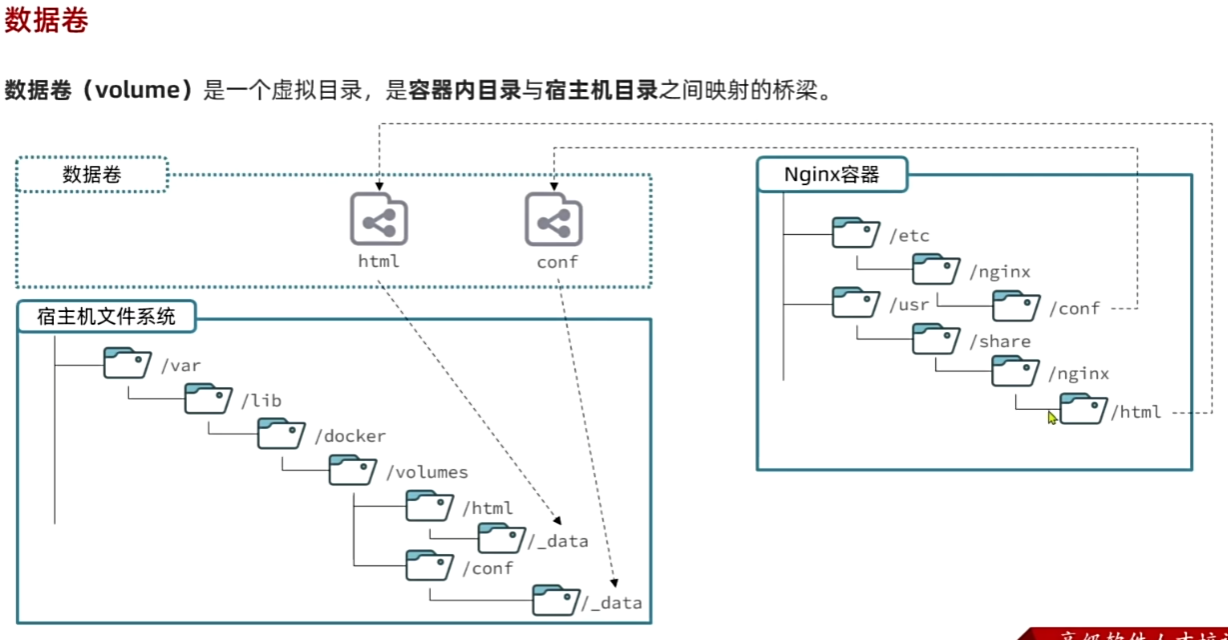 数据卷
数据卷（volume）是一个虚拟目录，是容器内目录与宿主机目录之间映射的桥梁。
数据卷
html
conf
宿主机文件系统
/var
/lib
/docker
/volumes
/html
/_data
/conf
/_data
Nginx容器
/etc
/nginx
/conf
/usr
/share
/nginx
/html